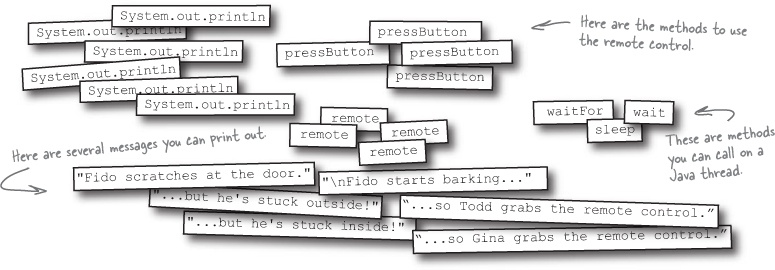 System.out.println
System.out.println
System.out.println
System.out.println
System.out.println
System.out.println
pressButton
pressButton
pressButton
pressButton
Here are the methods to use
the remote control.
remote
remote
remote
remote
waitFor
wait
sleep
These are methods
you can call on a
Java thread.
Here are several messages you can print out.
"Fido scratches at the door."
"\nFido starts barking..."
"...but he's stuck outside!"
"...so Todd grabs the remote control."
"...but he's stuck inside!"
"...so Gina grabs the remote control."